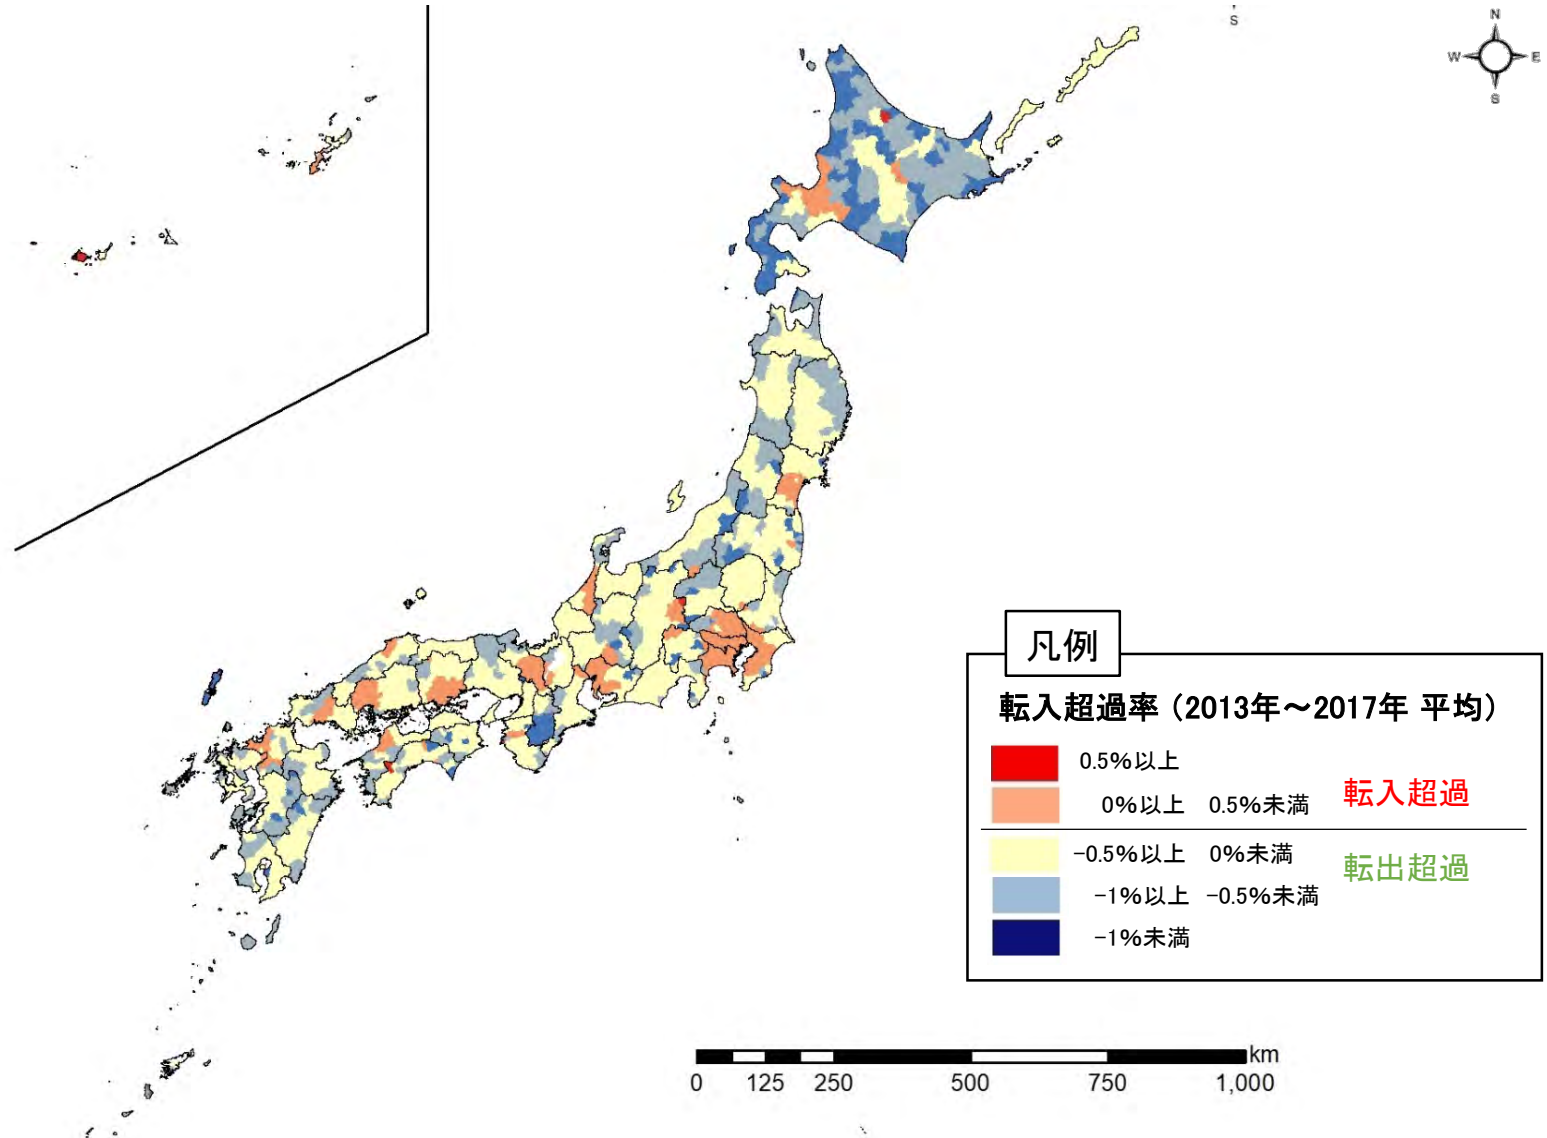 S
N
W E
S
凡例
転入超過率（2013年～2017年 平均）
0.5%以上
0%以上 0.5%未満
転入超過
-0.5%以上 0%未満
転出超過
-1%以上 -0.5%未満
-1%未満
km
0 125 250 500 750 1,000